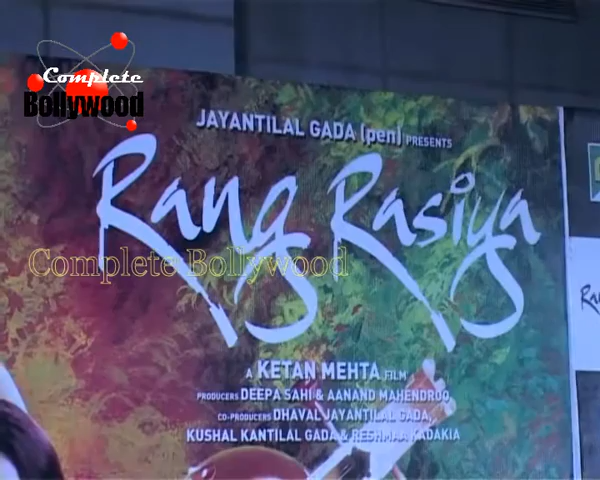 Complete
Bollywood
JAYANTILAL GADA (pen) PRESENTS
Rang Rasiya
Complete Bollywood
A KETAN MEHTA FILM
PRODUCERS DEEPA SAHI & AANAND MAHENDROO
CO-PRODUCERS DHAVAL JAYANTILAL GADA,
KUSHAL KANTILAL GADA & RESHMAA KADAKIA